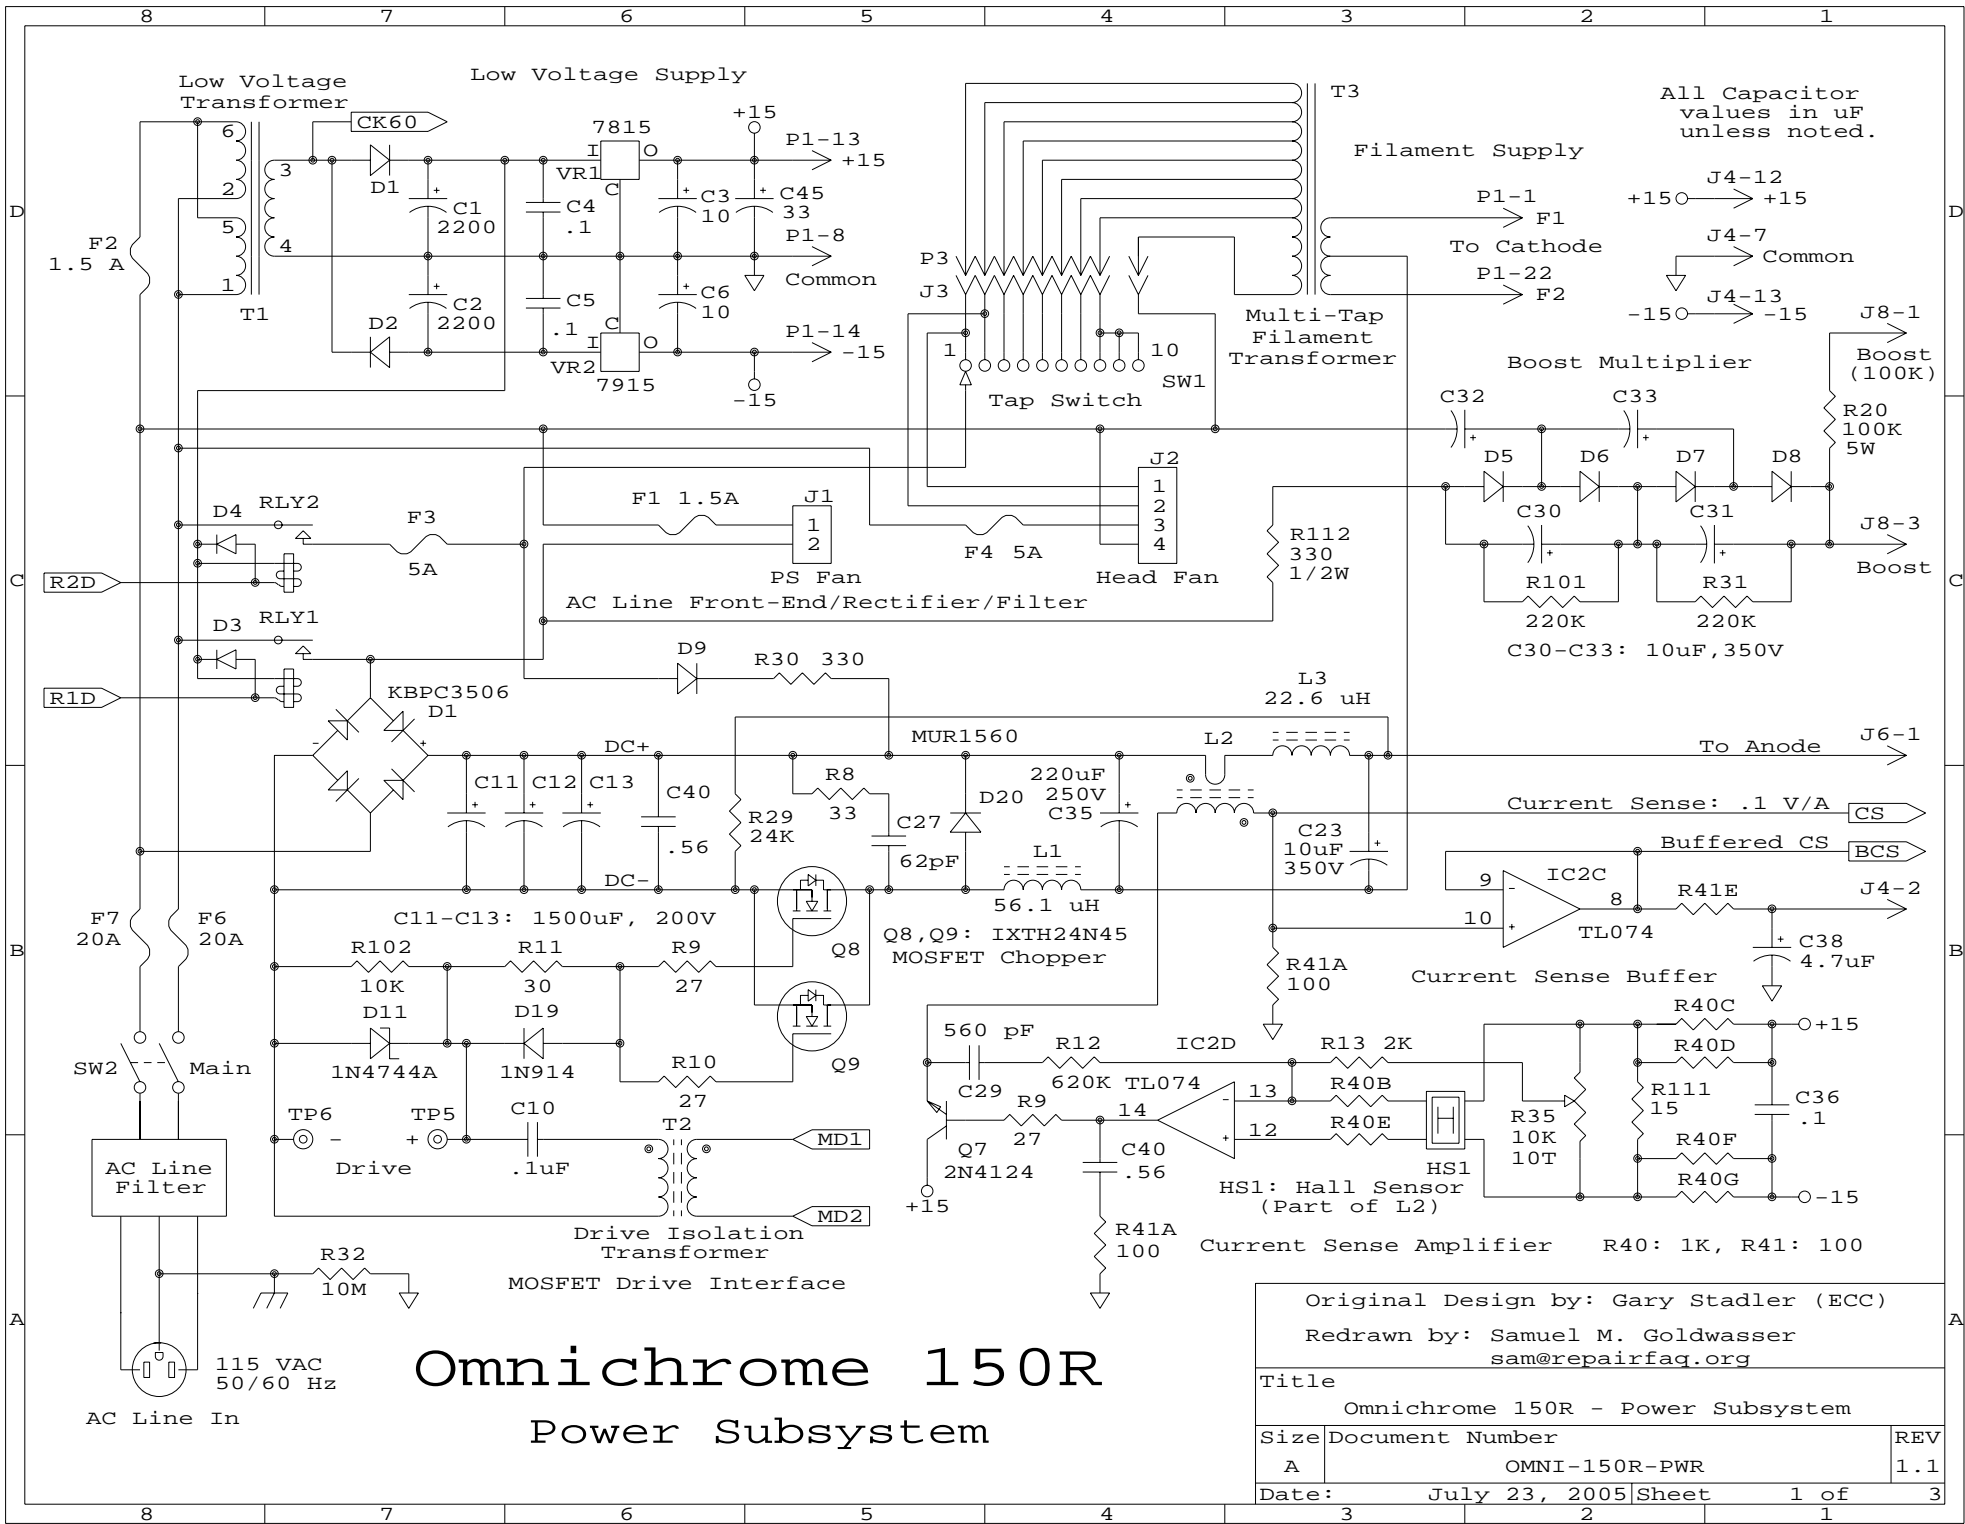 8 7 6 5 4 3 2 1
Low Voltage
Transformer
Low Voltage Supply
CK60
6
2
5
1
3
4
T1
F2
1.5 A
D1
D2
C1
2200
C2
2200
C4
.1
C5
.1
7815
I O
VR1
C
C
I O
VR2
7915
+15
-15
C3
10
C45
33
C6
10
P1-13
+15
P1-8
Common
P1-14
-15
T3
P3
J3
1 10
SW1
Tap Switch
Multi-Tap
Filament
Transformer
Filament Supply
P1-1
F1
To Cathode
P1-22
F2
All Capacitor
values in uF
unless noted.
J4-12
+15 +15
J4-7
Common
J4-13
-15 -15
J8-1
Boost
(100K)
Boost Multiplier
C32 C33
R20
100K
5W
D5 D6 D7 D8
C30 C31
J8-3
Boost
R101
220K
R31
220K
C30-C33: 10uF,350V
D D
C C
B B
A A
RLY2
D4
R2D
F3
5A
F1 1.5A
J1
1
2
PS Fan
F4 5A
J2
1
2
3
4
Head Fan
R112
330
1/2W
AC Line Front-End/Rectifier/Filter
RLY1
D3
R1D
D9
R30 330
KBPC3506
D1
- +
DC+
DC-
C11 C12 C13
C40
.56
R29
24K
R8
33
C27
62pF
MUR1560
D20
220uF
250V
C35
L1
56.1 uH
L2
L3
22.6 uH
To Anode
J6-1
Current Sense: .1 V/A
CS
C23
10uF
350V
Buffered CS
BCS
9
10
8
IC2C
TL074
R41E
J4-2
C38
4.7uF
Current Sense Buffer
R41A
100
C11-C13: 1500uF, 200V
Q8
Q9
Q8,Q9: IXTH24N45
MOSFET Chopper
F7
20A
F6
20A
R102
10K
R11
30
R9
27
D11
1N4744A
D19
1N914
R10
27
SW2 Main
TP6 - + TP5
Drive
C10
.1uF
T2
MD1
MD2
Drive Isolation
Transformer
MOSFET Drive Interface
560 pF
C29
R12
620K
IC2D
TL074
13
12
14
R13 2K
R40B
R40E
R9
27
Q7
2N4124
+15
C40
.56
R41A
100
HS1
H
HS1: Hall Sensor
(Part of L2)
R35
10K
10T
R111
15
R40C
R40D
R40F
R40G
C36
.1
+15
-15
Current Sense Amplifier R40: 1K, R41: 100
AC Line
Filter
R32
10M
115 VAC
50/60 Hz
AC Line In
Omnichrome 150R
Power Subsystem
Original Design by: Gary Stadler (ECC)
Redrawn by: Samuel M. Goldwasser
sam@repairfaq.org
Title
Omnichrome 150R - Power Subsystem
Size Document Number REV
A OMNI-150R-PWR 1.1
Date: July 23, 2005 Sheet 1 of 3
8 7 6 5 4 3 2 1